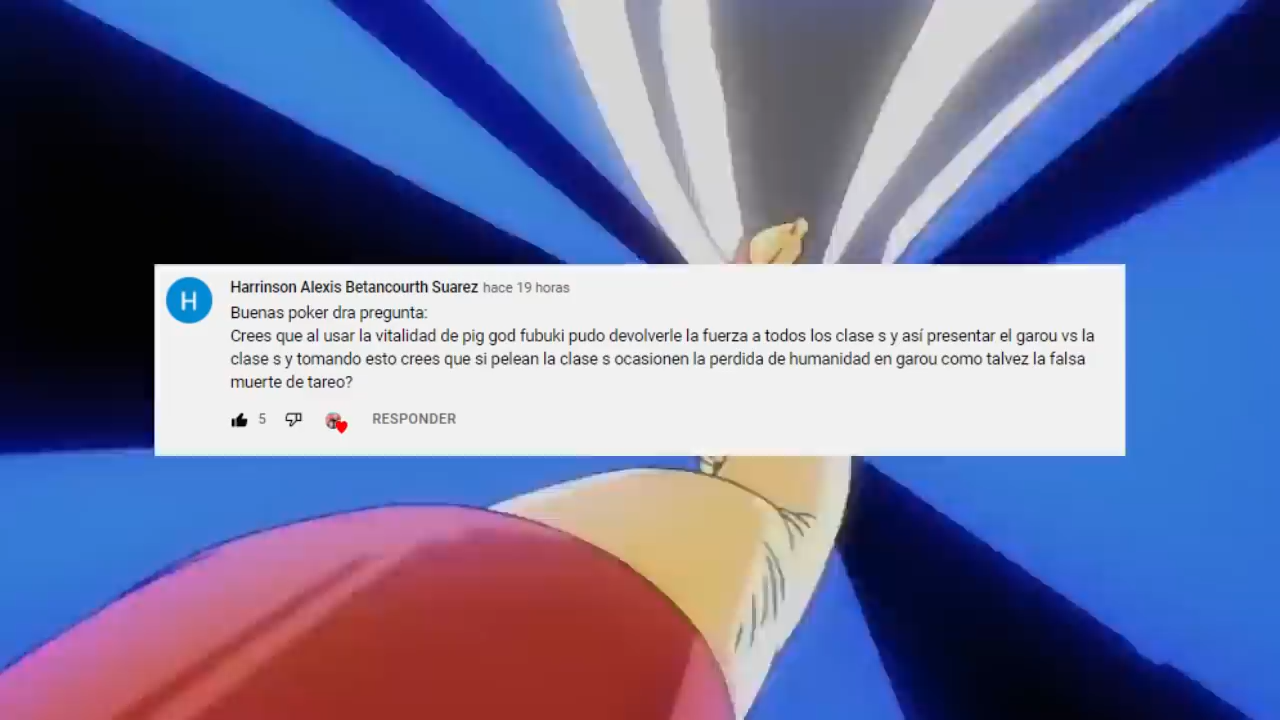 H
Harrinson Alexis Betancourth Suarez hace 19 horas
Buenas poker dra pregunta:
Crees que al usar la vitalidad de pig god fubuki pudo devolverle la fuerza a todos los clase s y así presentar el garou vs la
clase s y tomando esto crees que si pelean la clase s ocasionen la perdida de humanidad en garou como talvez la falsa
muerte de tareo?
5 RESPONDER